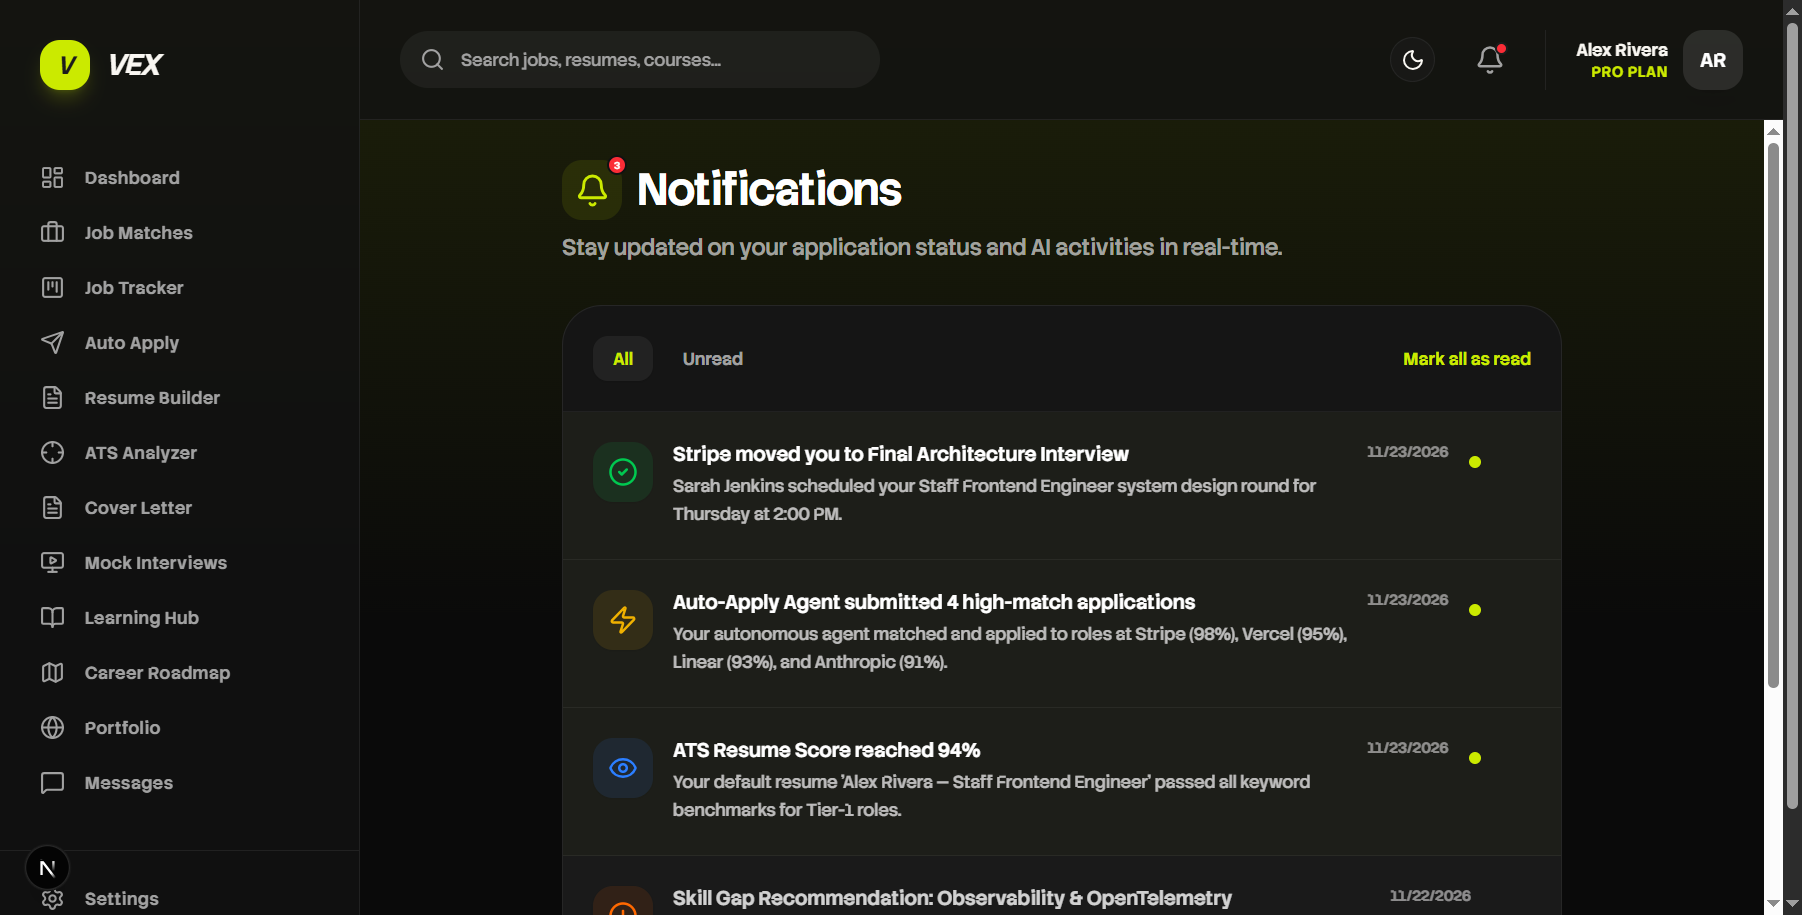 V VEX
Search jobs, resumes, courses...
Alex Rivera
PRO PLAN
AR
Dashboard
Job Matches
Job Tracker
Auto Apply
Resume Builder
ATS Analyzer
Cover Letter
Mock Interviews
Learning Hub
Career Roadmap
Portfolio
Messages
N
Settings
3
Notifications
Stay updated on your application status and AI activities in real-time.
All
Unread
Mark all as read
Stripe moved you to Final Architecture Interview
11/23/2026
Sarah Jenkins scheduled your Staff Frontend Engineer system design round for
Thursday at 2:00 PM.
Auto-Apply Agent submitted 4 high-match applications
11/23/2026
Your autonomous agent matched and applied to roles at Stripe (98%), Vercel (95%),
Linear (93%), and Anthropic (91%).
ATS Resume Score reached 94%
11/23/2026
Your default resume 'Alex Rivera – Staff Frontend Engineer' passed all keyword
benchmarks for Tier-1 roles.
Skill Gap Recommendation: Observability & OpenTelemetry
11/22/2026